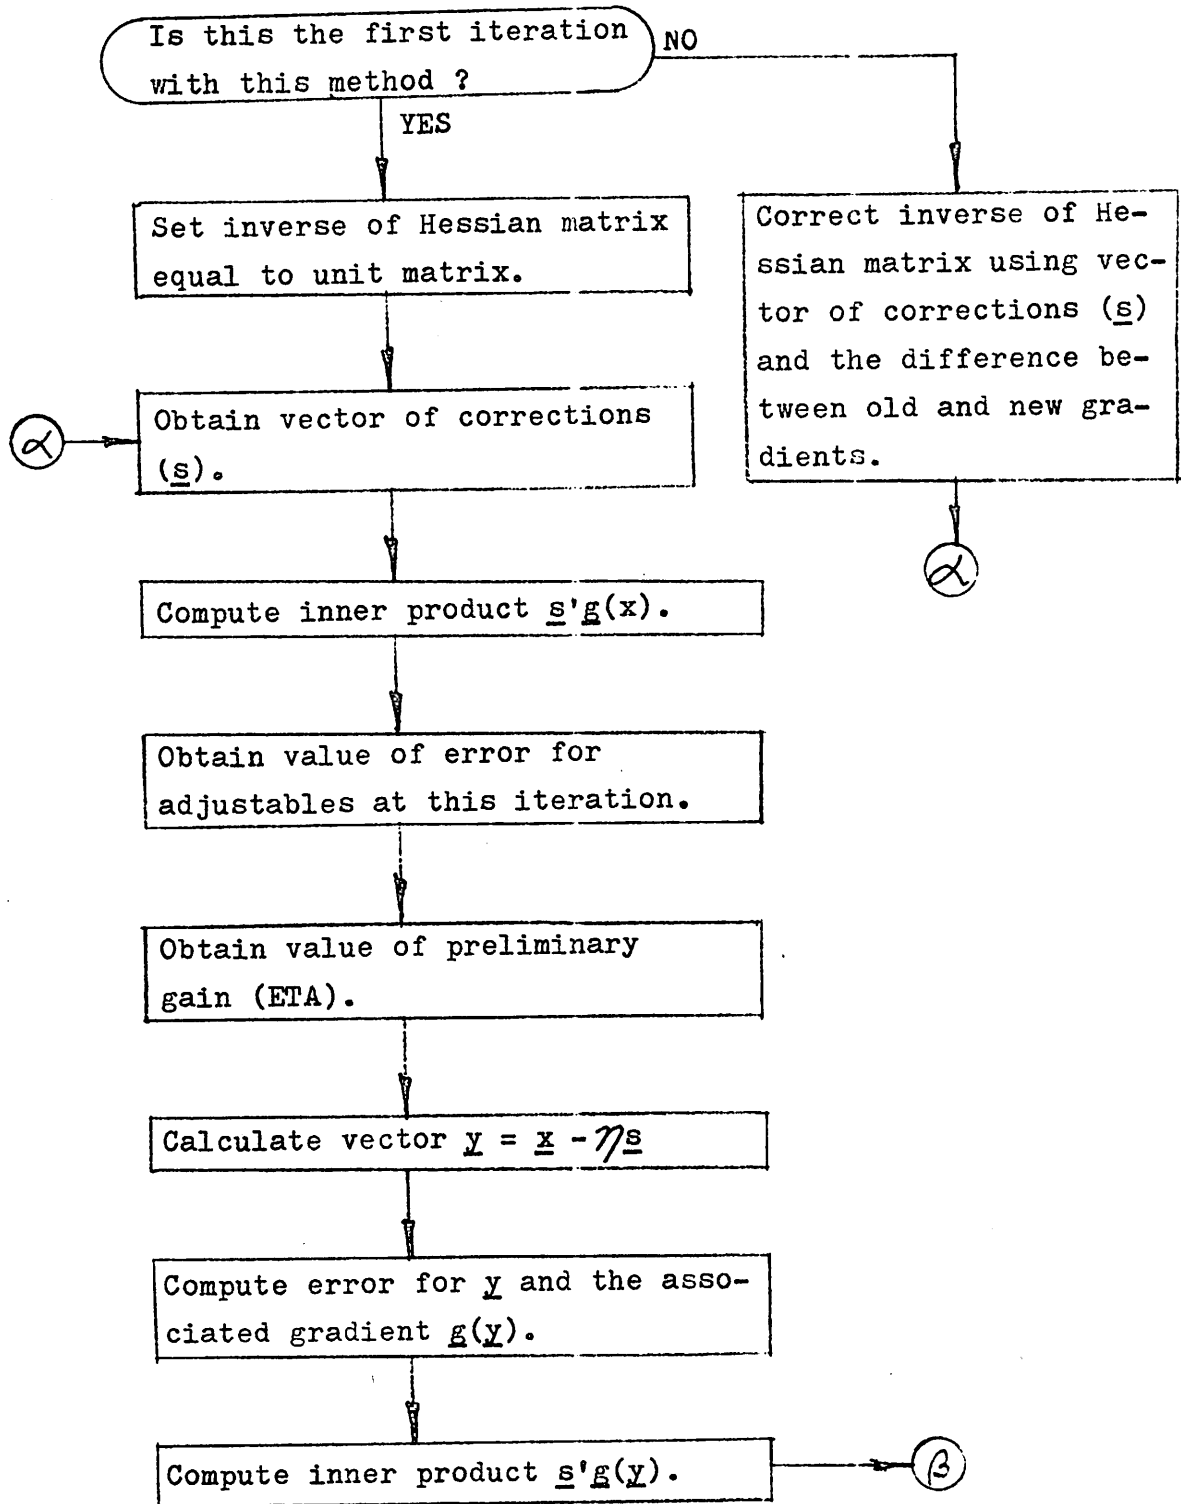 Is this the first iteration
with this method ?
NO
YES
Set inverse of Hessian matrix
equal to unit matrix.
Correct inverse of He-
ssian matrix using vec-
tor of corrections (s)
and the difference be-
tween old and new gra-
dients.
α
Obtain vector of corrections
(s).
α
Compute inner product s'g(x).
Obtain value of error for
adjustables at this iteration.
Obtain value of preliminary
gain (ETA).
Calculate vector y = x - ηs
Compute error for y and the asso-
ciated gradient g(y).
Compute inner product s'g(y).
β